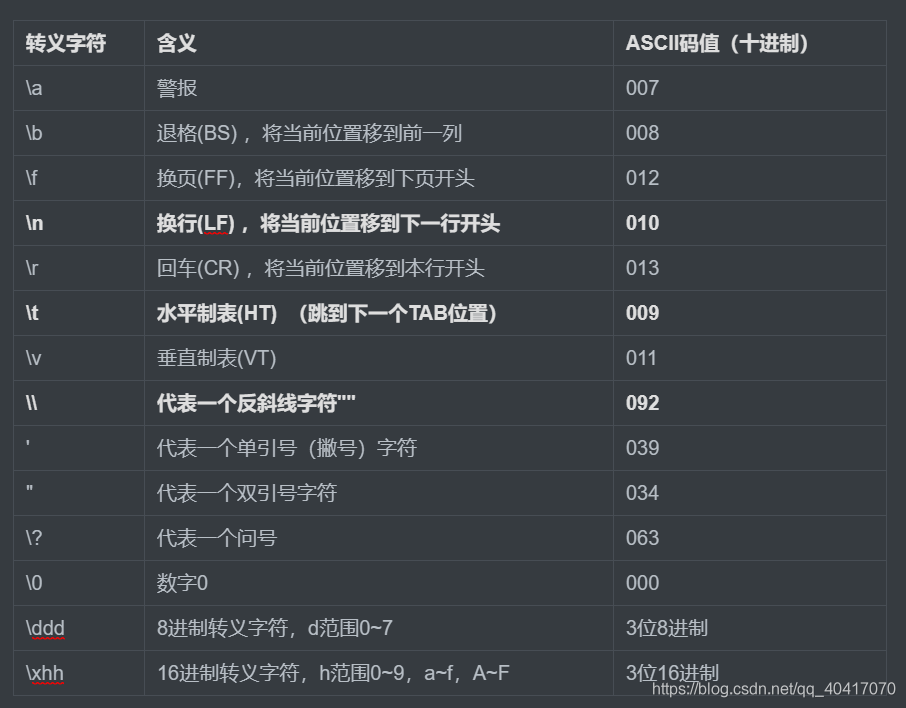 转义字符 含义 ASCII码值（十进制）
\a 警报 007
\b 退格(BS) ，将当前位置移到前一列 008
\f 换页(FF)，将当前位置移到下页开头 012
\n 换行(LF) ，将当前位置移到下一行开头 010
\r 回车(CR) ，将当前位置移到本行开头 013
\t 水平制表(HT) （跳到下一个TAB位置） 009
\v 垂直制表(VT) 011
\\ 代表一个反斜线字符"" 092
' 代表一个单引号（撇号）字符 039
" 代表一个双引号字符 034
\? 代表一个问号 063
\0 数字0 000
\ddd 8进制转义字符，d范围0~7 3位8进制
\xhh 16进制转义字符，h范围0~9，a~f，A~F 3位16进制
https://blog.csdn.net/qq_40417070